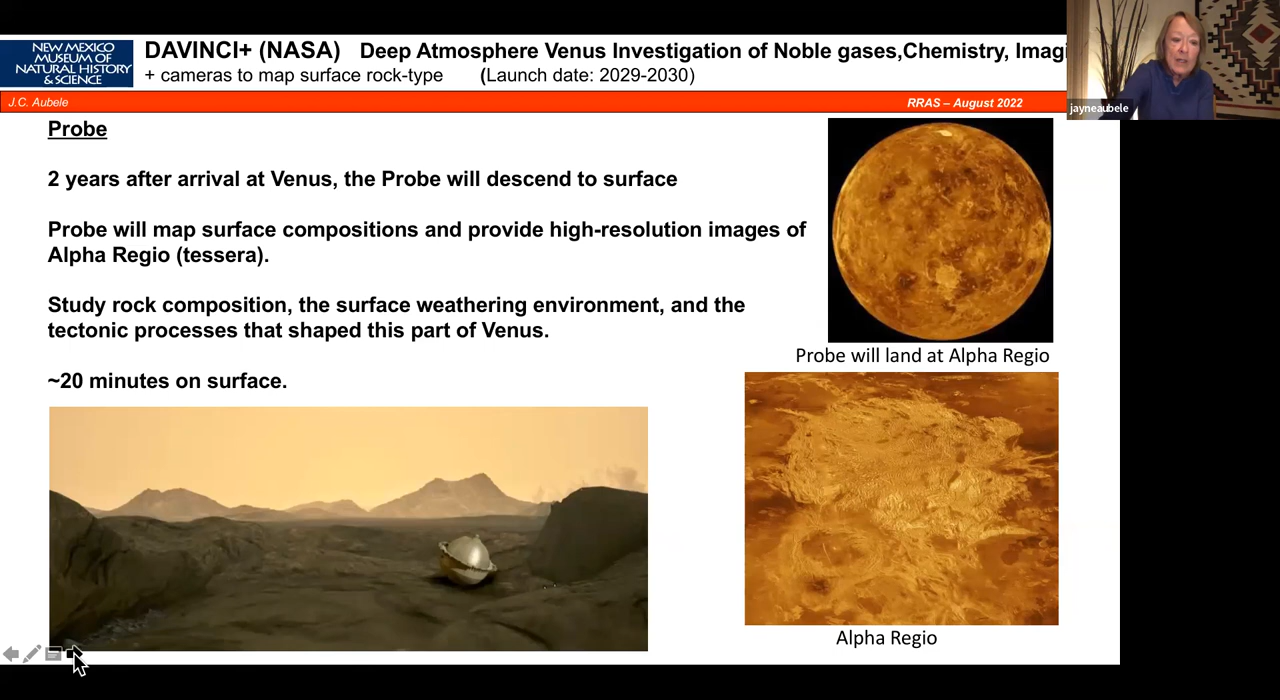 NEW MEXICO
MUSEUM OF
NATURAL HISTORY
& SCIENCE
DAVINCI+ (NASA) Deep Atmosphere Venus Investigation of Noble gases,Chemistry, Imagi
+ cameras to map surface rock-type (Launch date: 2029-2030)
jayneaubele
J.C. Aubele RRAS – August 2022
Probe
2 years after arrival at Venus, the Probe will descend to surface
Probe will map surface compositions and provide high-resolution images of
Alpha Regio (tessera).
Study rock composition, the surface weathering environment, and the
tectonic processes that shaped this part of Venus.
~20 minutes on surface.
Probe will land at Alpha Regio
Alpha Regio